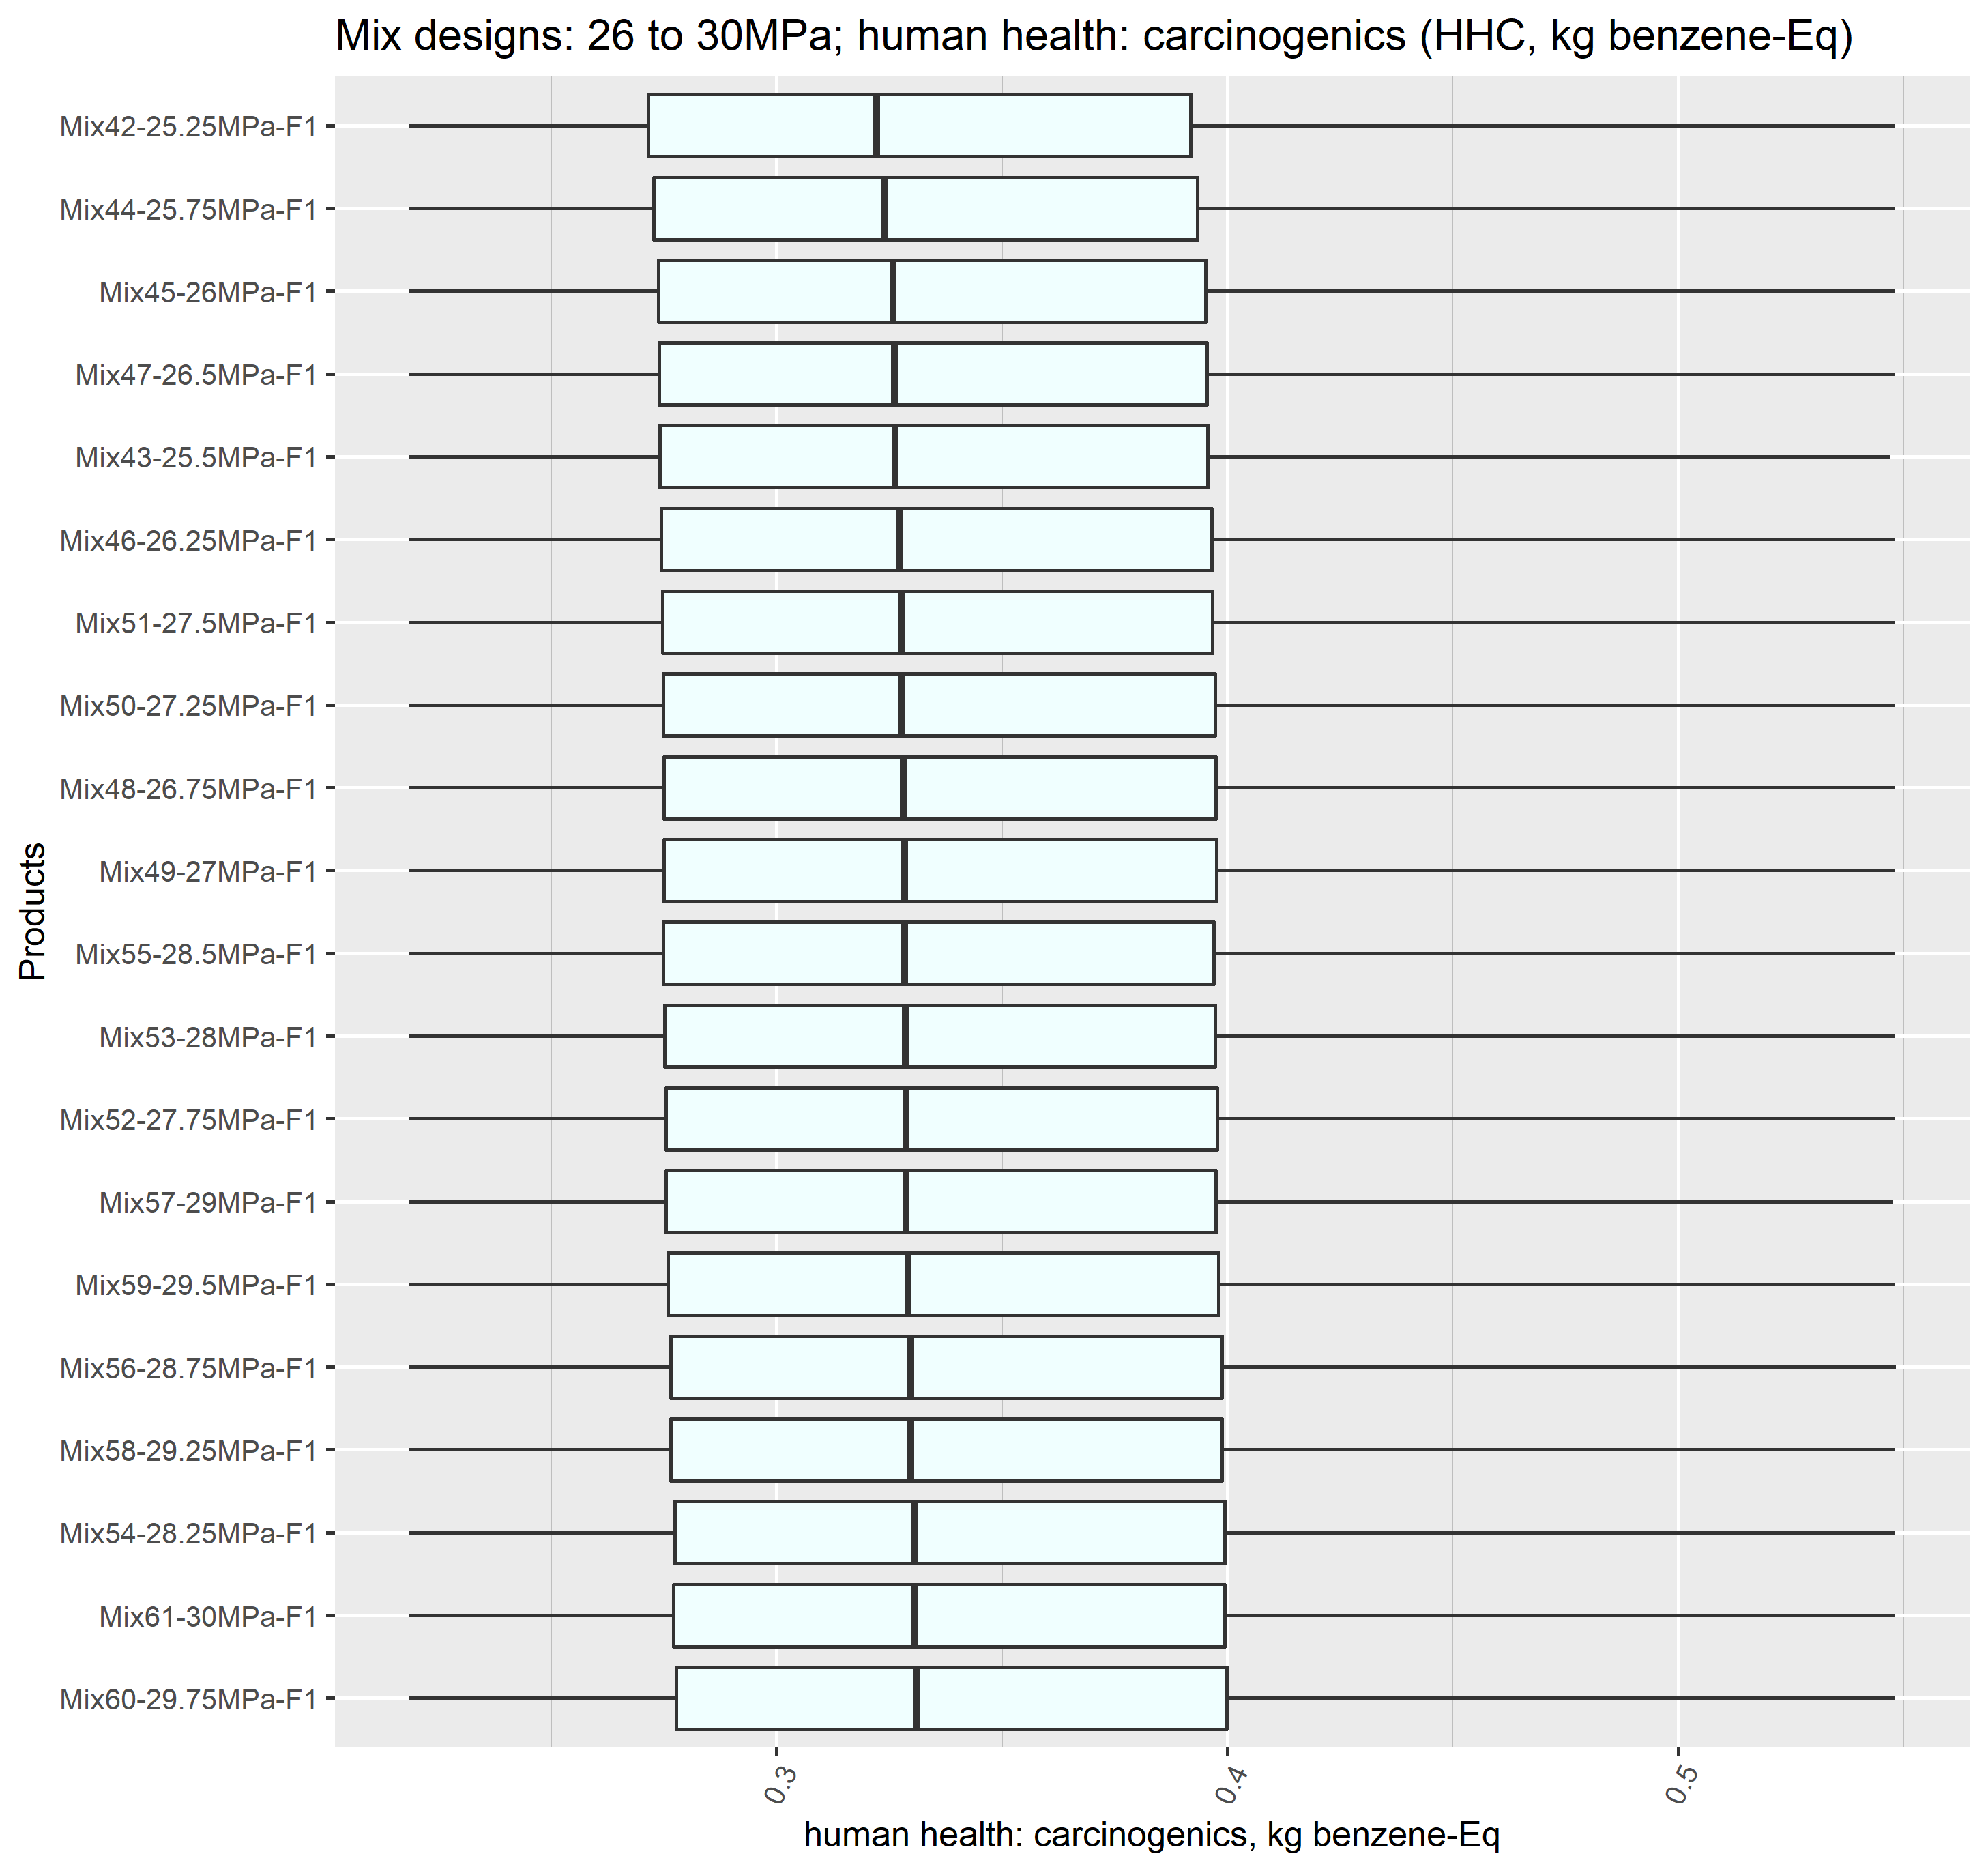 Mix designs: 26 to 30MPa; human health: carcinogenics (HHC, kg benzene-Eq)
Mix42-25.25MPa-F1
Mix44-25.75MPa-F1
Mix45-26MPa-F1
Mix47-26.5MPa-F1
Mix43-25.5MPa-F1
Mix46-26.25MPa-F1
Mix51-27.5MPa-F1
Mix50-27.25MPa-F1
Mix48-26.75MPa-F1
Mix49-27MPa-F1
Mix55-28.5MPa-F1
Mix53-28MPa-F1
Mix52-27.75MPa-F1
Mix57-29MPa-F1
Mix59-29.5MPa-F1
Mix56-28.75MPa-F1
Mix58-29.25MPa-F1
Mix54-28.25MPa-F1
Mix61-30MPa-F1
Mix60-29.75MPa-F1
Products
0.3 0.4 0.5
human health: carcinogenics, kg benzene-Eq